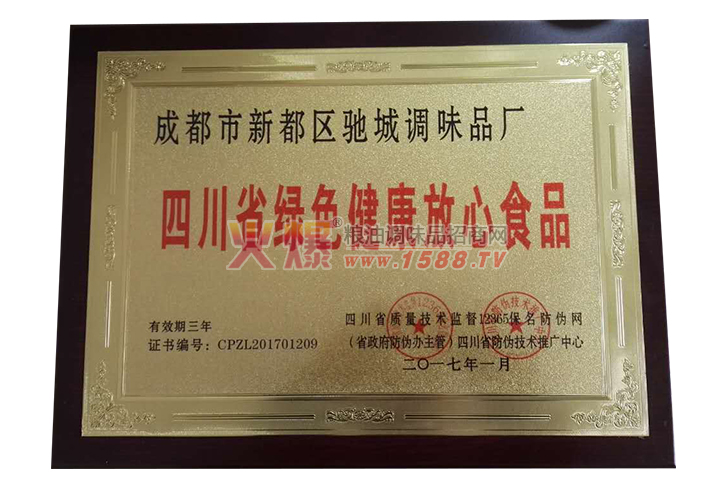 成都市新都区驰城调味品厂
四川省绿色健康放心食品
火爆®粮油调味品招商网
www.1588.TV
有效期三年
证书编号：CPZL201701209
四川省质量技术监督12365保名防伪网
（省政府防伪办主管）四川省防伪技术推广中心
二〇一七年一月